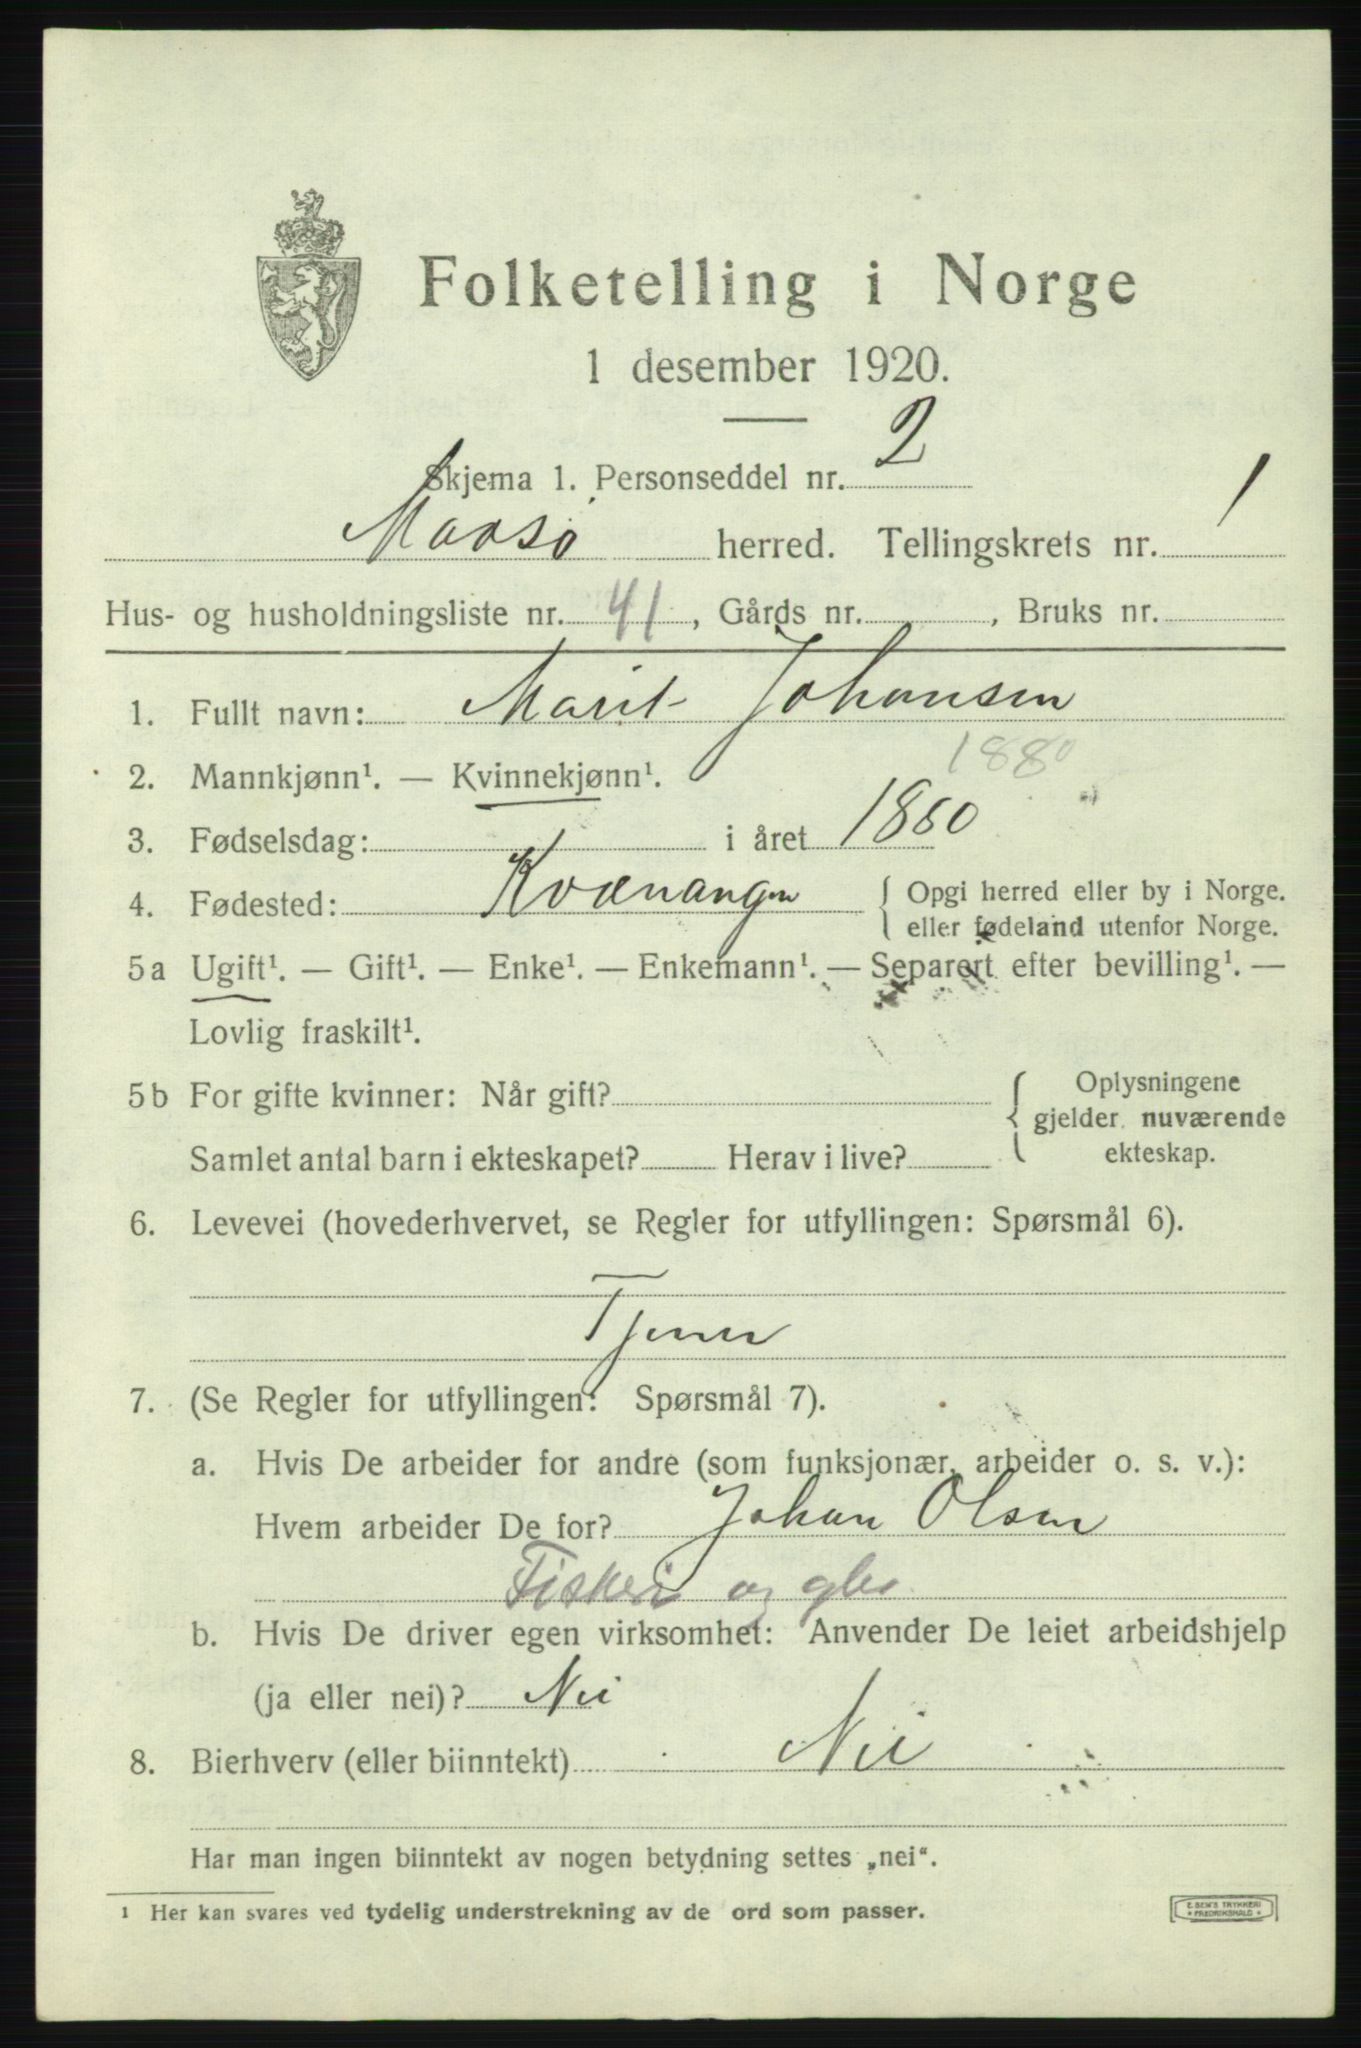 Folketelling i Norge
1 desember 1920.
Skjema 1. Personseddel nr. 2
Maasø herred. Tellingskrets nr. 1
Hus- og husholdningsliste nr. 41, Gårds nr. , Bruks nr.
1. Fullt navn: Marit Johansen
1880
2. Mannkjønn¹. — Kvinnekjønn¹.
3. Fødselsdag: i året 1880
4. Fødested: Kvænangen { Opgi herred eller by i Norge.
eller fødeland utenfor Norge.
5a Ugift¹. — Gift¹. — Enke¹. — Enkemann¹. — Separert efter bevilling¹. —
Lovlig fraskilt¹.
5b For gifte kvinner: Når gift? { Oplysningene
gjelder nuværende
Samlet antal barn i ekteskapet? Herav i live? ekteskap.
6. Levevei (hovederhvervet, se Regler for utfyllingen: Spørsmål 6).
Tjener
7. (Se Regler for utfyllingen: Spørsmål 7).
a. Hvis De arbeider for andre (som funksjonær, arbeider o. s. v.):
Hvem arbeider De for? Johan Olsen
Fiskeri og
b. Hvis De driver egen virksomhet: Anvender De leiet arbeidshjelp
(ja eller nei)? Nei
8. Bierhverv (eller biinntekt) Nei
Har man ingen biinntekt av nogen betydning settes „nei“.
¹ Her kan svares ved tydelig understrekning av de ord som passer.
E. SEM'S TRYKKERI
* FREDRIKSHALD *